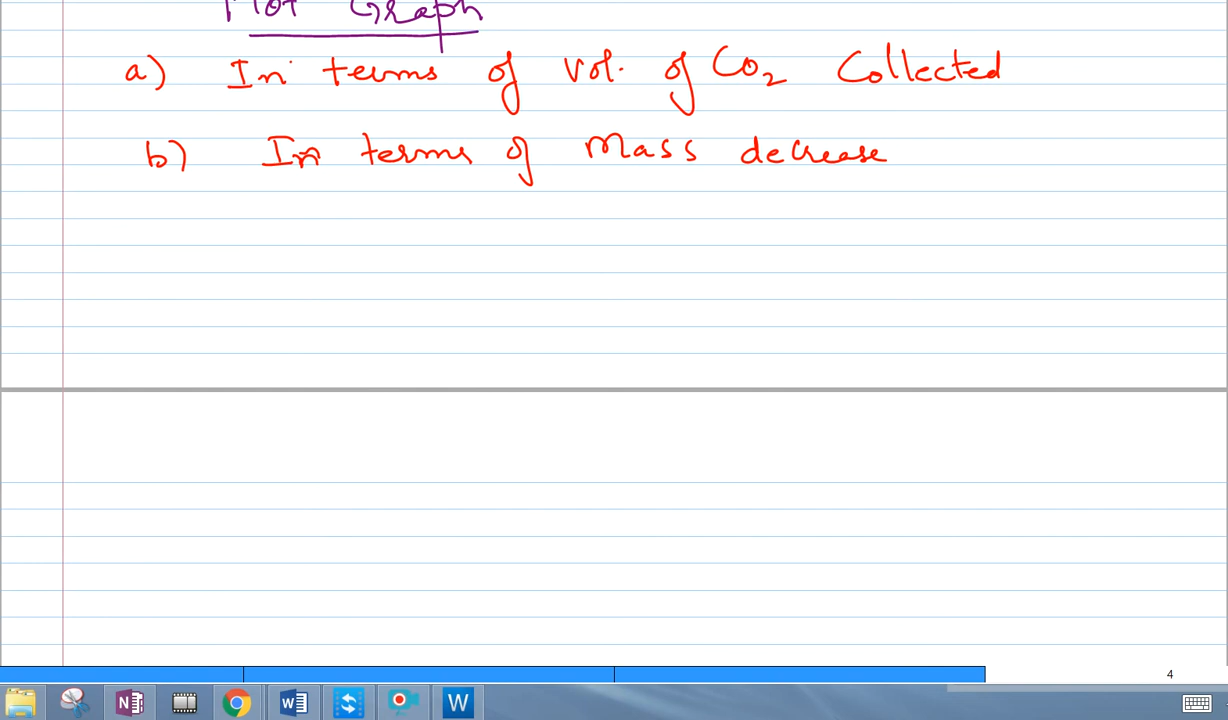 Plot Graph
a) In terms of vol. of CO2 Collected
b) In terms of Mass decrease
4
N
W
W